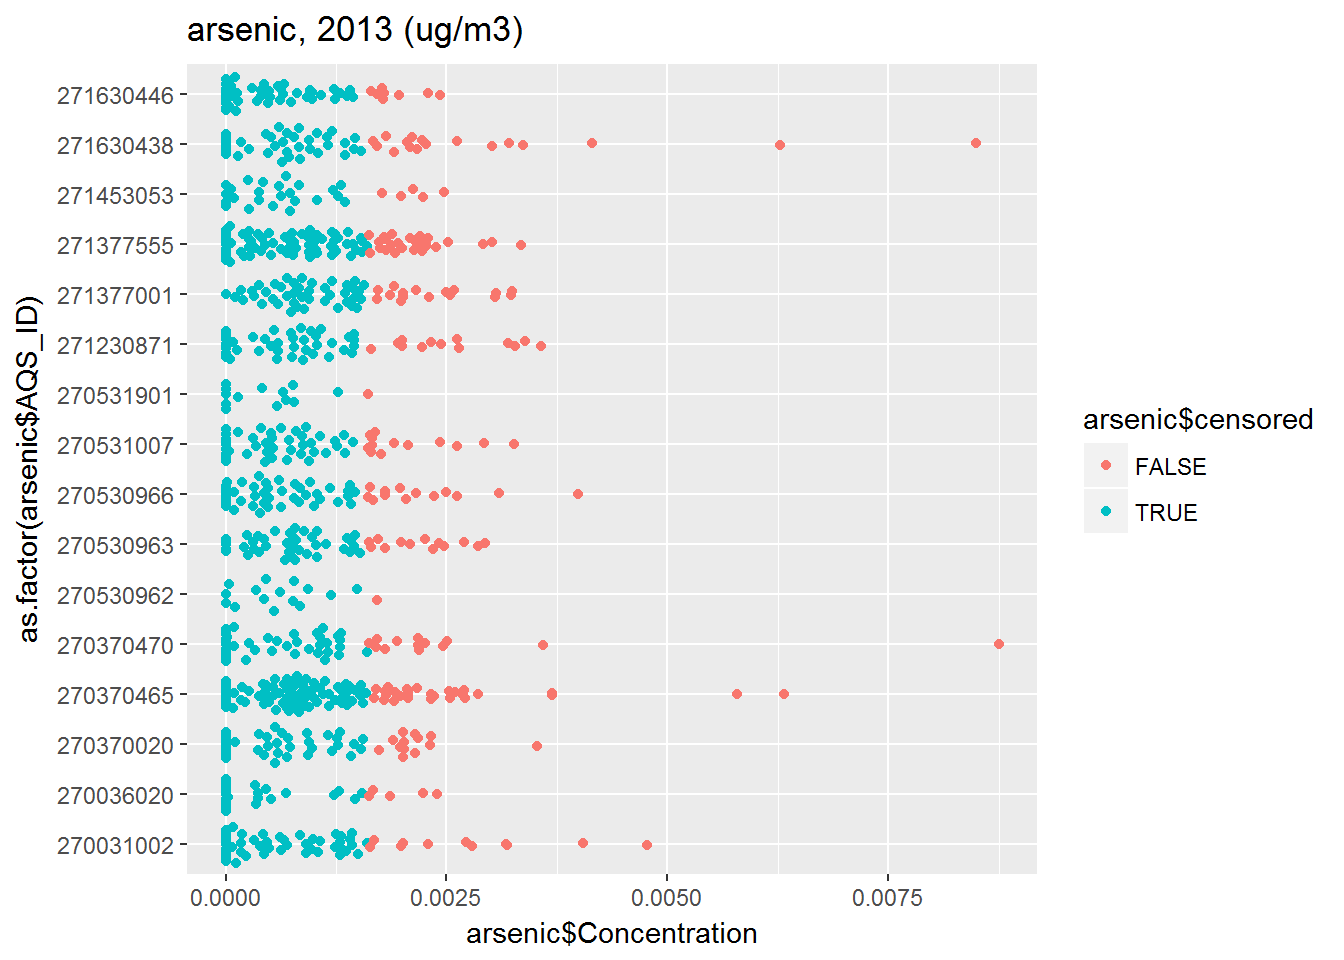 arsenic, 2013 (ug/m3)
as.factor(arsenic$AQS_ID)
271630446
271630438
271453053
271377555
271377001
271230871
270531901
270531007
270530966
270530963
270530962
270370470
270370465
270370020
270036020
270031002
0.0000 0.0025 0.0050 0.0075
arsenic$Concentration
arsenic$censored
FALSE
TRUE